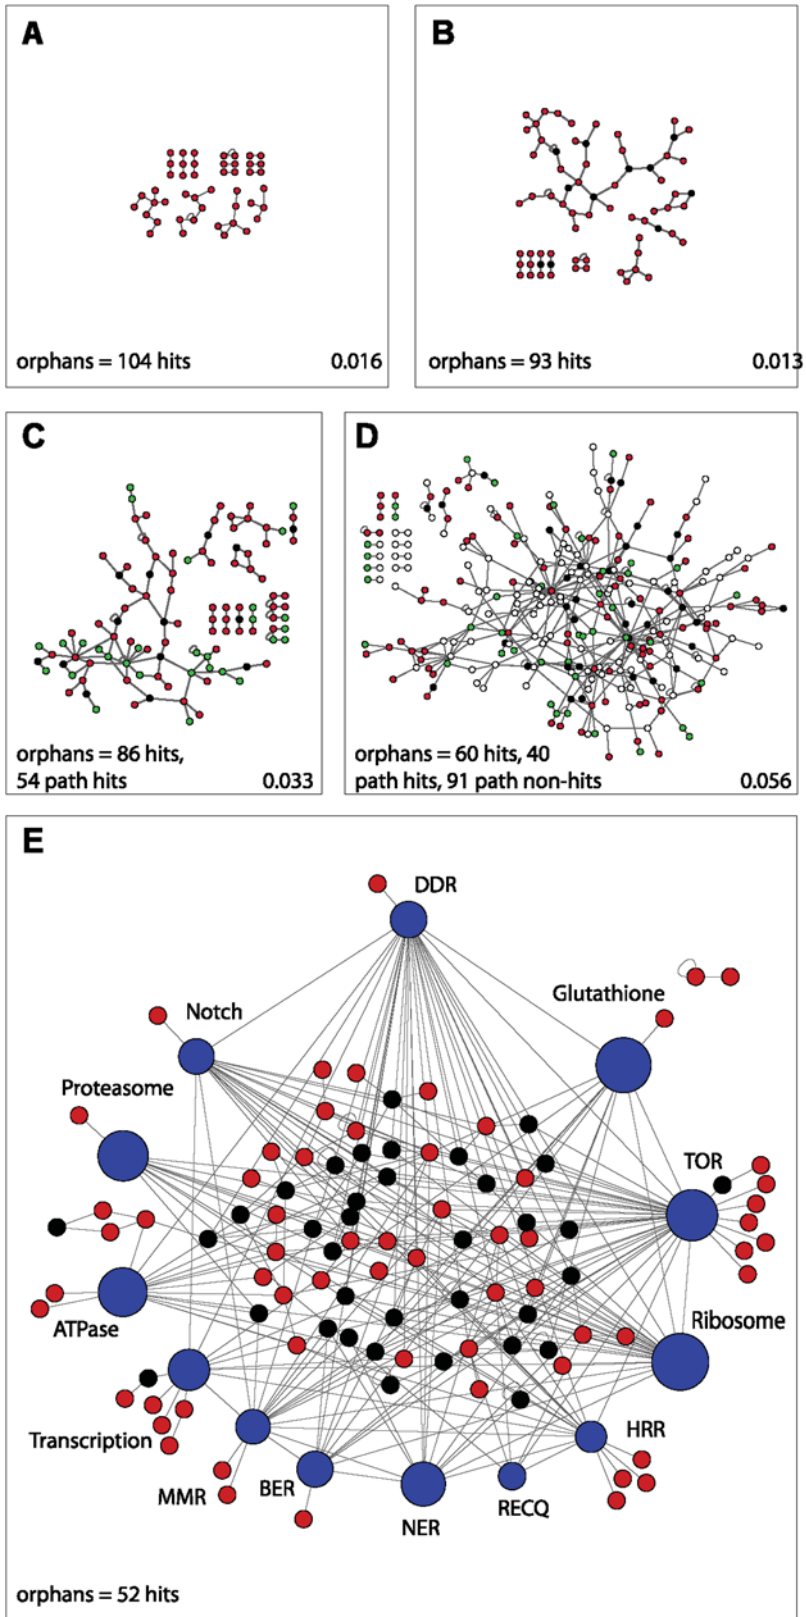 A
orphans = 104 hits
0.016
B
orphans = 93 hits
0.013
C
orphans = 86 hits,
54 path hits
0.033
D
orphans = 60 hits, 40
path hits, 91 path non-hits
0.056
E
DDR
Glutathione
Notch
Proteasome
TOR
ATPase
Ribosome
Transcription
HRR
MMR
BER
RECQ
NER
orphans = 52 hits